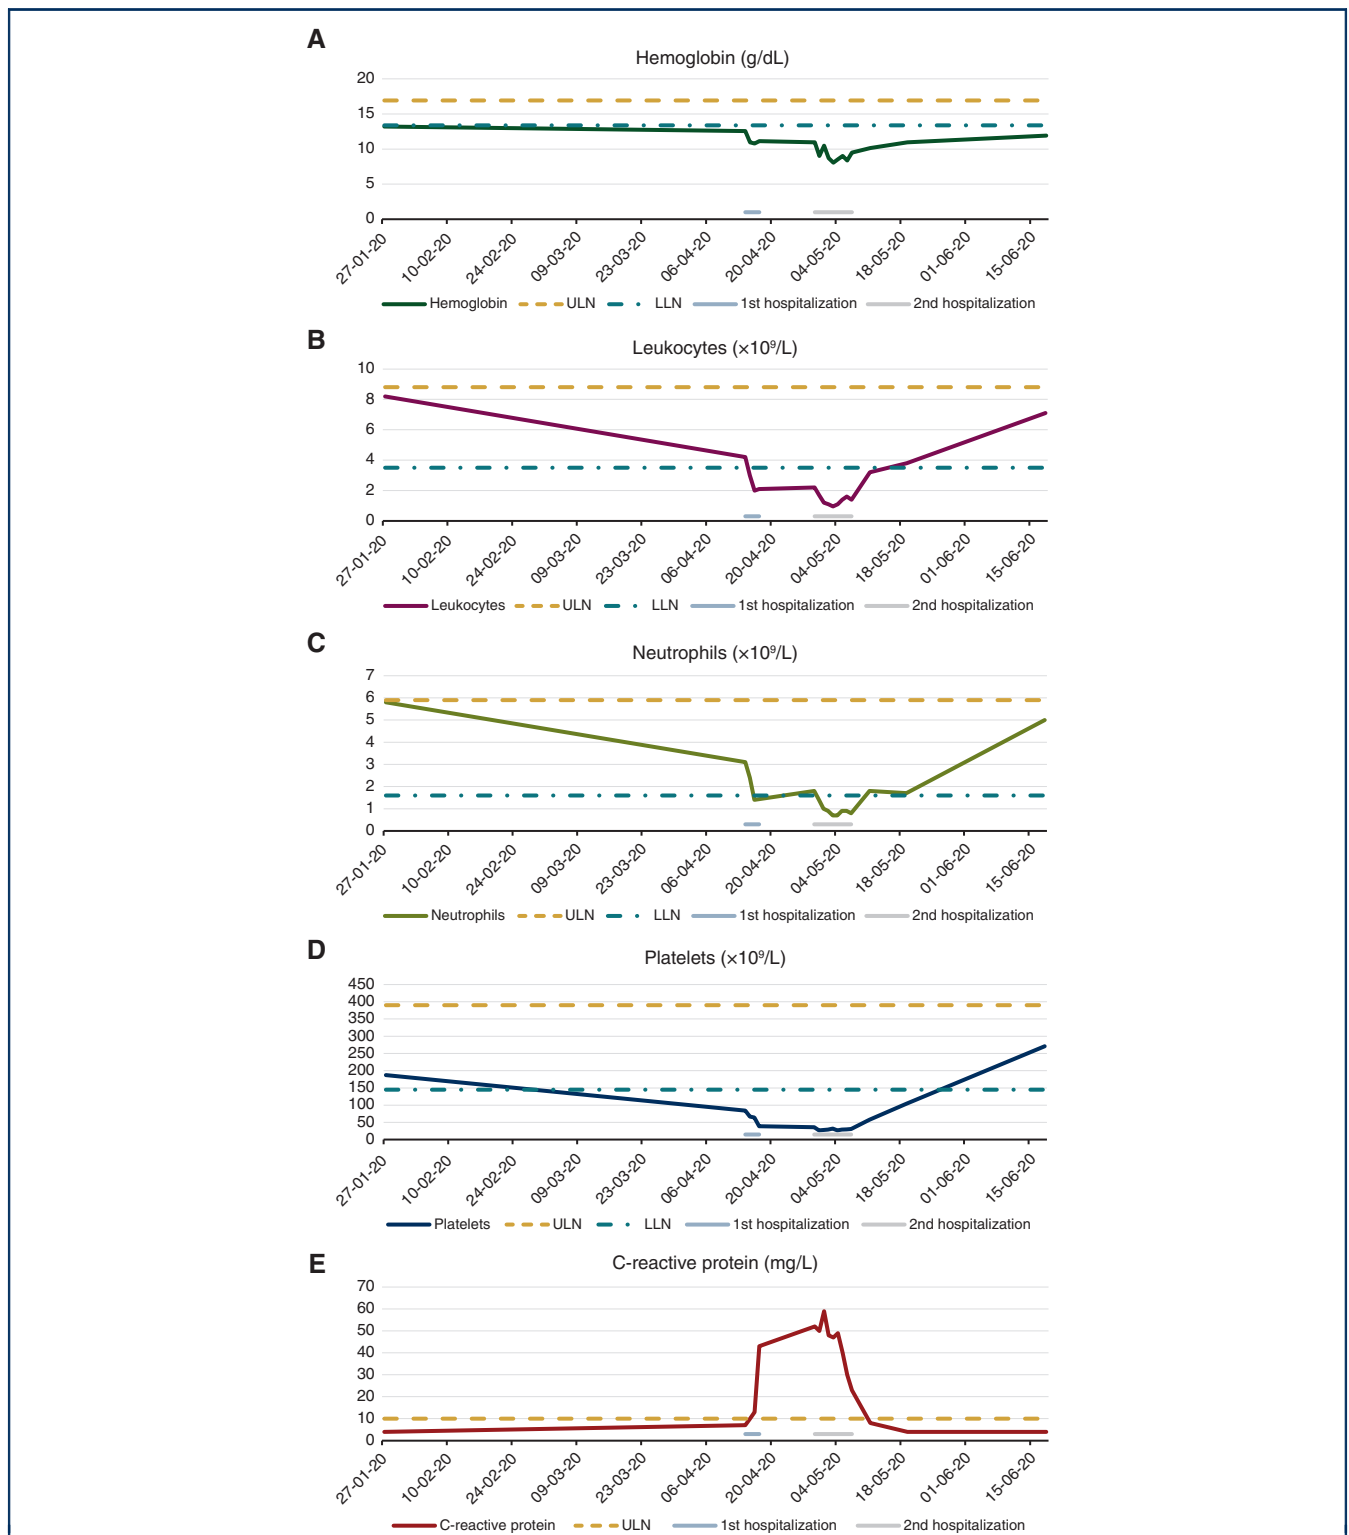 A
Hemoglobin (g/dL)
20
15
10
5
0
27-01-20 10-02-20 24-02-20 09-03-20 23-03-20 06-04-20 20-04-20 04-05-20 18-05-20 01-06-20 15-06-20
Hemoglobin ULN LLN 1st hospitalization 2nd hospitalization
B
Leukocytes (×10⁹/L)
10
8
6
4
2
0
27-01-20 10-02-20 24-02-20 09-03-20 23-03-20 06-04-20 20-04-20 04-05-20 18-05-20 01-06-20 15-06-20
Leukocytes ULN LLN 1st hospitalization 2nd hospitalization
C
Neutrophils (×10⁹/L)
7
6
5
4
3
2
1
0
27-01-20 10-02-20 24-02-20 09-03-20 23-03-20 06-04-20 20-04-20 04-05-20 18-05-20 01-06-20 15-06-20
Neutrophils ULN LLN 1st hospitalization 2nd hospitalization
D
Platelets (×10⁹/L)
450
400
350
300
250
200
150
100
50
0
27-01-20 10-02-20 24-02-20 09-03-20 23-03-20 06-04-20 20-04-20 04-05-20 18-05-20 01-06-20 15-06-20
Platelets ULN LLN 1st hospitalization 2nd hospitalization
E
C-reactive protein (mg/L)
70
60
50
40
30
20
10
0
27-01-20 10-02-20 24-02-20 09-03-20 23-03-20 06-04-20 20-04-20 04-05-20 18-05-20 01-06-20 15-06-20
C-reactive protein ULN 1st hospitalization 2nd hospitalization